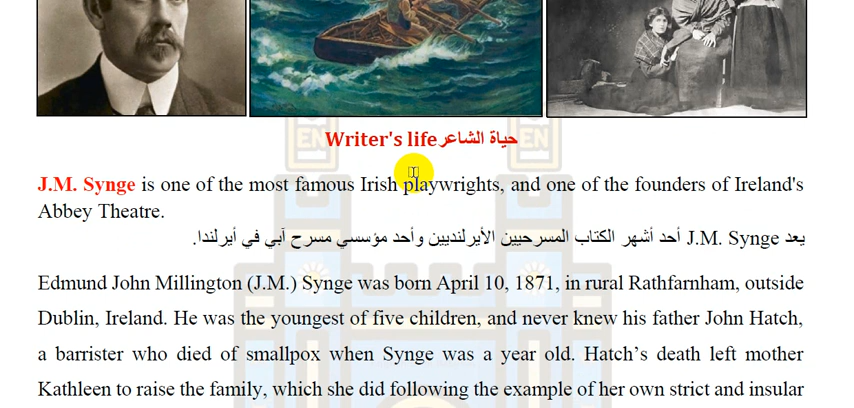 Writer's life حياة الشاعر
J.M. Synge is one of the most famous Irish playwrights, and one of the founders of Ireland's
Abbey Theatre.
يعد J.M. Synge أحد أشهر الكتاب المسرحيين الأيرلنديين وأحد مؤسسي مسرح آبي في أيرلندا.
Edmund John Millington (J.M.) Synge was born April 10, 1871, in rural Rathfarnham, outside
Dublin, Ireland. He was the youngest of five children, and never knew his father John Hatch,
a barrister who died of smallpox when Synge was a year old. Hatch’s death left mother
Kathleen to raise the family, which she did following the example of her own strict and insular
EN
EN